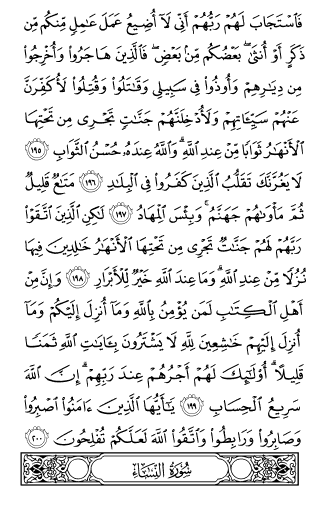 فَٱسْتَجَابَ لَهُمْ رَبُّهُمْ أَنِّى لَآ أُضِيعُ عَمَلَ عَٰمِلٍ مِّنكُم مِّن
ذَكَرٍ أَوْ أُنثَىٰ ۖ بَعْضُكُم مِّنۢ بَعْضٍ ۖ فَٱلَّذِينَ هَاجَرُوا۟ وَأُخْرِجُوا۟
مِن دِيَٰرِهِمْ وَأُوذُوا۟ فِى سَبِيلِى وَقَٰتَلُوا۟ وَقُتِلُوا۟ لَأُكَفِّرَنَّ
عَنْهُمْ سَيِّـَٔاتِهِمْ وَلَأُدْخِلَنَّهُمْ جَنَّٰتٍ تَجْرِى مِن تَحْتِهَا
ٱلْأَنْهَٰرُ ثَوَابًا مِّنْ عِندِ ٱللَّهِ ۗ وَٱللَّهُ عِندَهُۥ حُسْنُ ٱلثَّوَابِ ١٩٥
لَا يَغُرَّنَّكَ تَقَلُّبُ ٱلَّذِينَ كَفَرُوا۟ فِى ٱلْبِلَٰدِ ١٩٦ مَتَٰعٌ قَلِيلٌ
ثُمَّ مَأْوَىٰهُمْ جَهَنَّمُ ۚ وَبِئْسَ ٱلْمِهَادُ ١٩٧ لَٰكِنِ ٱلَّذِينَ ٱتَّقَوْا۟
رَبَّهُمْ لَهُمْ جَنَّٰتٌ تَجْرِى مِن تَحْتِهَا ٱلْأَنْهَٰرُ خَٰلِدِينَ فِيهَا
نُزُلًا مِّنْ عِندِ ٱللَّهِ ۗ وَمَا عِندَ ٱللَّهِ خَيْرٌ لِّلْأَبْرَارِ ١٩٨ وَإِنَّ مِنْ
أَهْلِ ٱلْكِتَٰبِ لَمَن يُؤْمِنُ بِٱللَّهِ وَمَآ أُنزِلَ إِلَيْكُمْ وَمَآ
أُنزِلَ إِلَيْهِمْ خَٰشِعِينَ لِلَّهِ لَا يَشْتَرُونَ بِـَٔايَٰتِ ٱللَّهِ ثَمَنًا
قَلِيلًا ۗ أُو۟لَٰٓئِكَ لَهُمْ أَجْرُهُمْ عِندَ رَبِّهِمْ ۗ إِنَّ ٱللَّهَ
سَرِيعُ ٱلْحِسَابِ ١٩٩ يَٰٓأَيُّهَا ٱلَّذِينَ ءَامَنُوا۟ ٱصْبِرُوا۟
وَصَابِرُوا۟ وَرَابِطُوا۟ وَٱتَّقُوا۟ ٱللَّهَ لَعَلَّكُمْ تُفْلِحُونَ ٢٠٠
سُورَةُ النِّسَاءِ